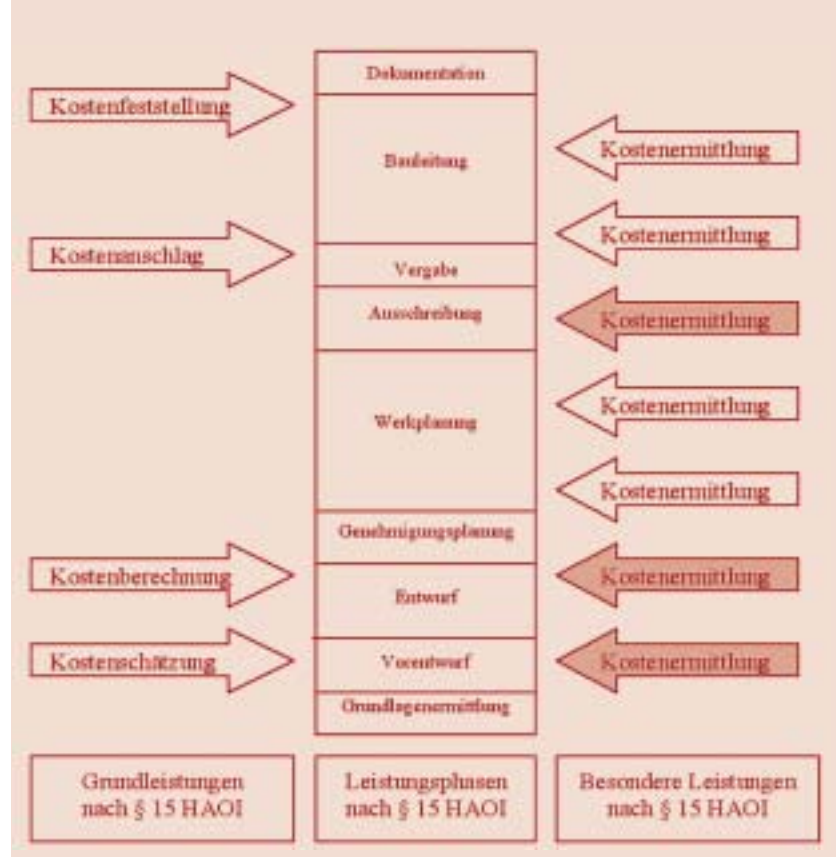 Dokumentation
Kostenfeststellung
Bauleitung
Kostenermittlung
Kostenermittlung
Kostenanschlag
Vergabe
Ausschreibung
Kostenermittlung
Werkplanung
Kostenermittlung
Kostenermittlung
Genehmigungsplanung
Kostenberechnung
Kostenermittlung
Entwurf
Kostenschätzung
Vorentwurf
Kostenermittlung
Grundlagenermittlung
Grundleistungen
nach § 15 HAOI
Leistungsphasen
nach § 15 HAOI
Besondere Leistungen
nach § 15 HAOI